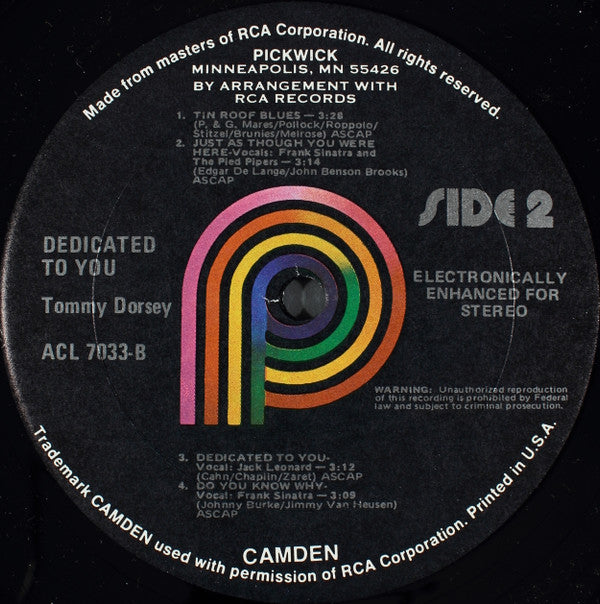 Made from masters of RCA Corporation. All rights reserved.
PICKWICK
MINNEAPOLIS, MN 55426
BY ARRANGEMENT WITH
RCA RECORDS
1. TIN ROOF BLUES — 3:28
(P. & G. Mares/Pollock/Roppolo/
Stitzel/Brunies/Melrose) ASCAP
2. JUST AS THOUGH YOU WERE
HERE-Vocals: Frank Sinatra and
The Pied Pipers — 3:14
(Edgar De Lange/John Benson Brooks)
ASCAP
SIDE 2
DEDICATED
TO YOU
Tommy Dorsey
ACL 7033-B
ELECTRONICALLY
ENHANCED FOR
STEREO
WARNING: Unauthorized reproduction
of this recording is prohibited by Federal
law and subject to criminal prosecution.
3. DEDICATED TO YOU-
Vocal: Jack Leonard — 3:12
(Cahn/Chaplin/Zaret) ASCAP
4. DO YOU KNOW WHY-
Vocal: Frank Sinatra — 3:09
(Johnny Burke/Jimmy Van Heusen)
ASCAP
CAMDEN
Trademark CAMDEN used with permission of RCA Corporation. Printed in U.S.A.